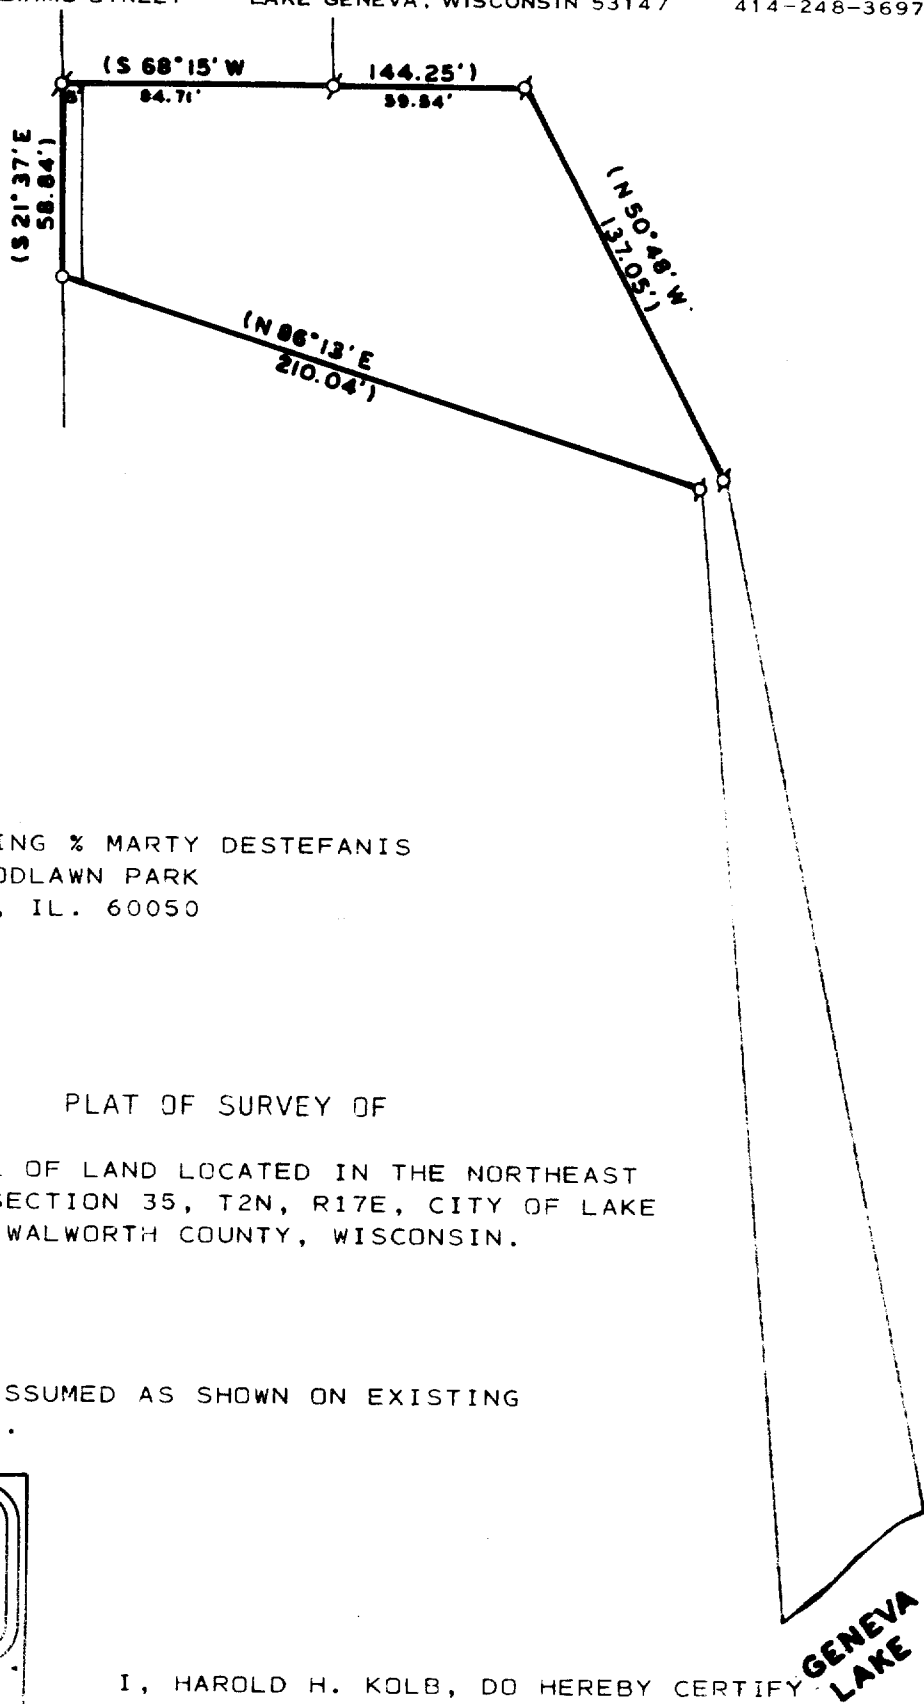 STREET LAKE GENEVA, WISCONSIN 53147 414-248-3697
(S 68°15' W 144.25')
84.71' 59.54'
8'
(S 21°37' E
58.84')
(N 50°48' W
137.05')
(N 86°13' E
210.04')
% MARTY DESTEFANIS
PARK
, IL. 60050
PLAT OF SURVEY OF
OF LAND LOCATED IN THE NORTHEAST
SECTION 35, T2N, R17E, CITY OF LAKE
WALWORTH COUNTY, WISCONSIN.
SSUMED AS SHOWN ON EXISTING
.
GENEVA
LAKE
I, HAROLD H. KOLB, DO HEREBY CERTIFY